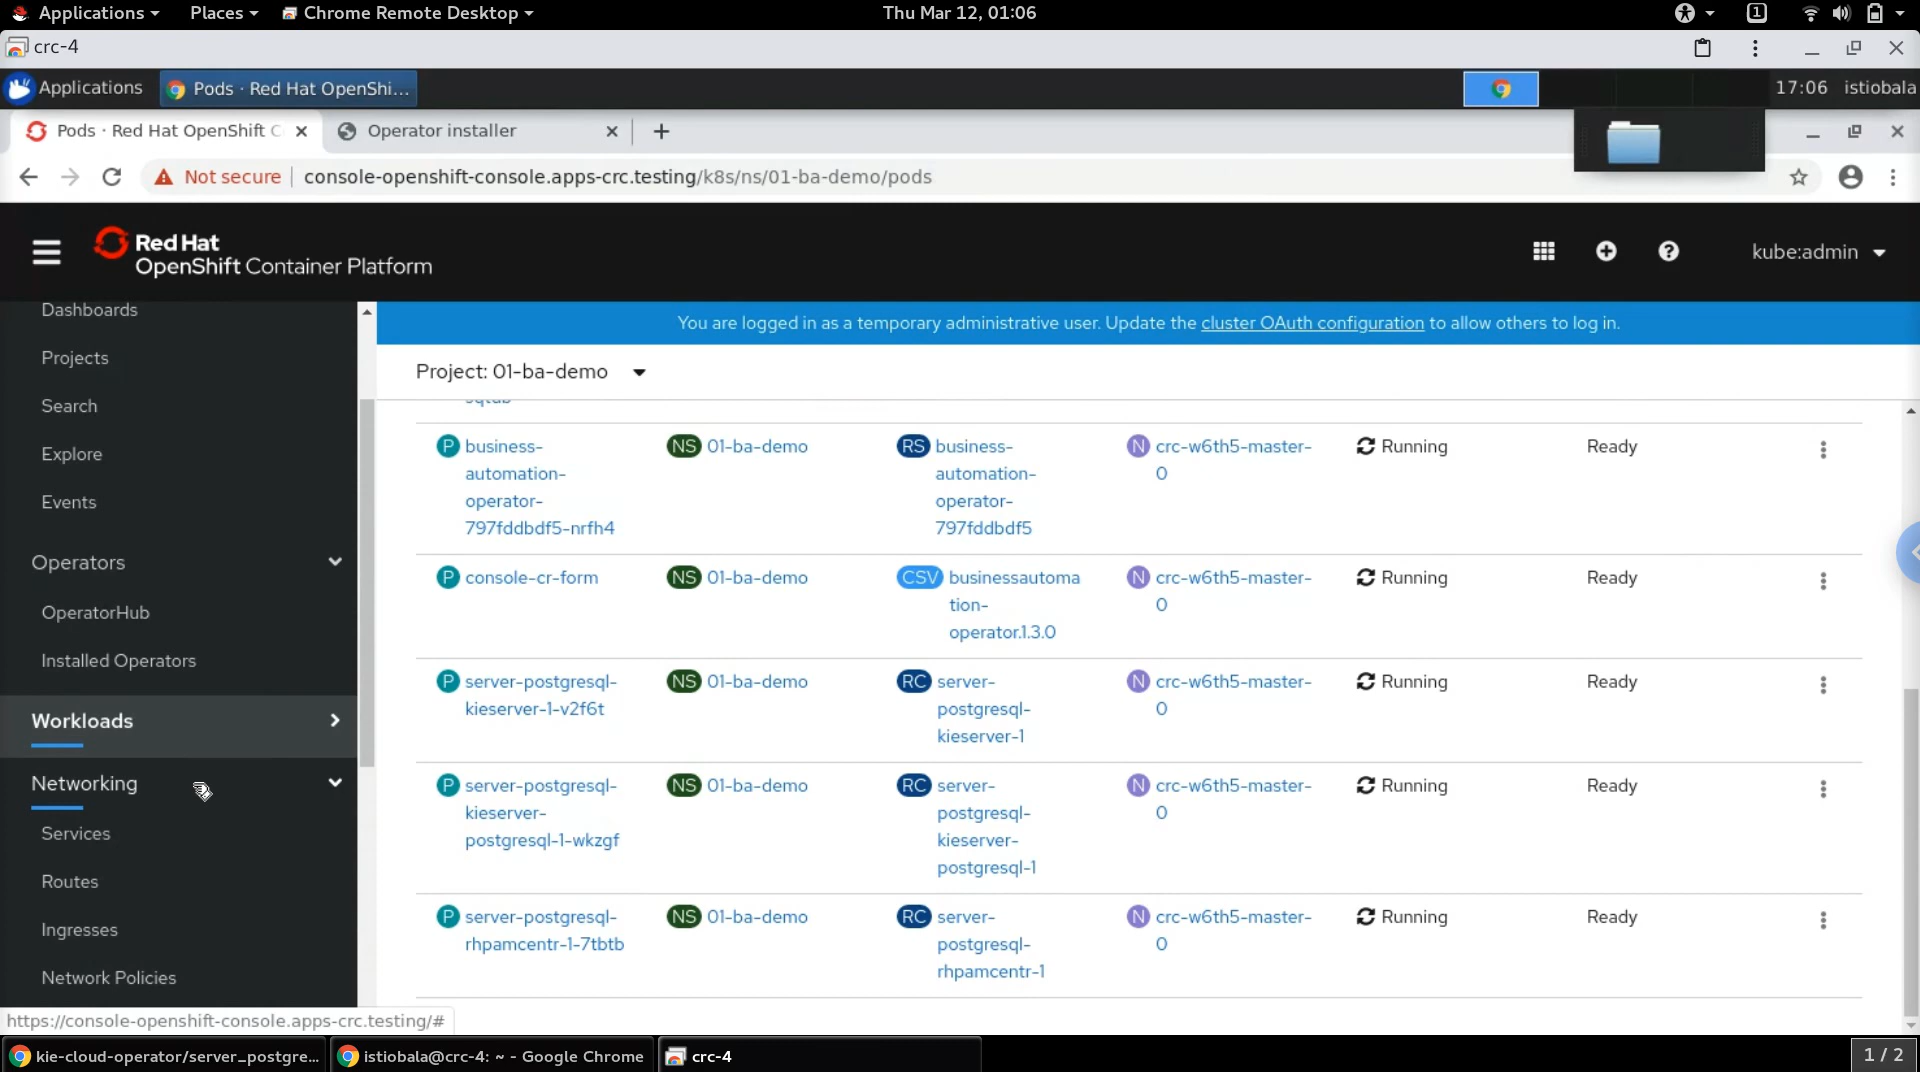 Applications Places Chrome Remote Desktop Thu Mar 12, 01:06 1
crc-4
Applications Pods · Red Hat OpenShi... 17:06 istiobala
Pods · Red Hat OpenShift C Operator installer
Not secure console-openshift-console.apps-crc.testing/k8s/ns/01-ba-demo/pods
Red Hat
OpenShift Container Platform
kube:admin
Dashboards
Projects
Search
Explore
Events
Operators
OperatorHub
Installed Operators
Workloads
Networking
Services
Routes
Ingresses
Network Policies
https://console-openshift-console.apps-crc.testing/#
You are logged in as a temporary administrative user. Update the cluster OAuth configuration to allow others to log in.
Project: 01-ba-demo
P business- NS 01-ba-demo RS business- N crc-w6th5-master- Running Ready
automation- automation- 0
operator- operator-
797fddbdf5-nrfh4 797fddbdf5
P console-cr-form NS 01-ba-demo CSV businessautoma N crc-w6th5-master- Running Ready
tion- 0
operator.1.3.0
P server-postgresql- NS 01-ba-demo RC server- N crc-w6th5-master- Running Ready
kieserver-1-v2f6t postgresql- 0
kieserver-1
P server-postgresql- NS 01-ba-demo RC server- N crc-w6th5-master- Running Ready
kieserver- postgresql- 0
postgresql-1-wkzgf kieserver-
postgresql-1
P server-postgresql- NS 01-ba-demo RC server- N crc-w6th5-master- Running Ready
rhpamcentr-1-7tbtb postgresql- 0
rhpamcentr-1
kie-cloud-operator/server_postgre... istiobala@crc-4: ~ - Google Chrome crc-4 1 / 2